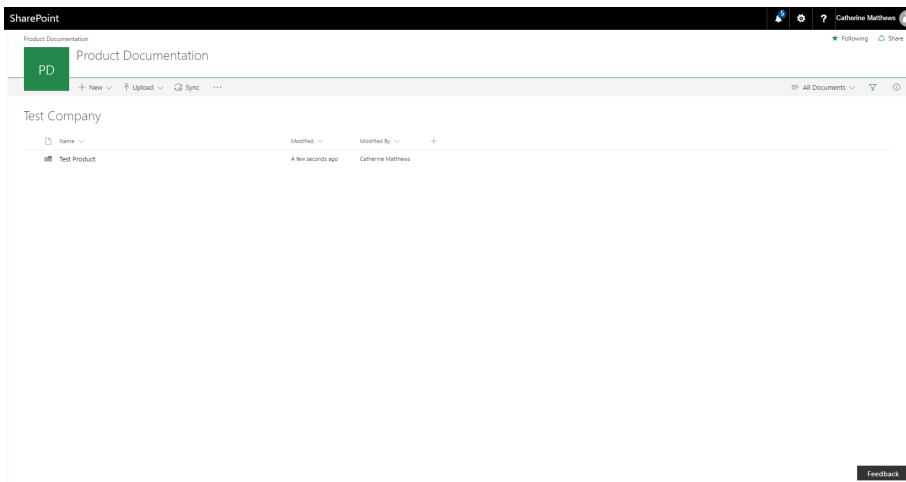 SharePoint 5 ? Catherine Matthews
Product Documentation Following Share
PD Product Documentation
New Upload Sync ... All Documents
Test Company
Name Modified Modified By
Test Product A few seconds ago Catherine Matthews
Feedback